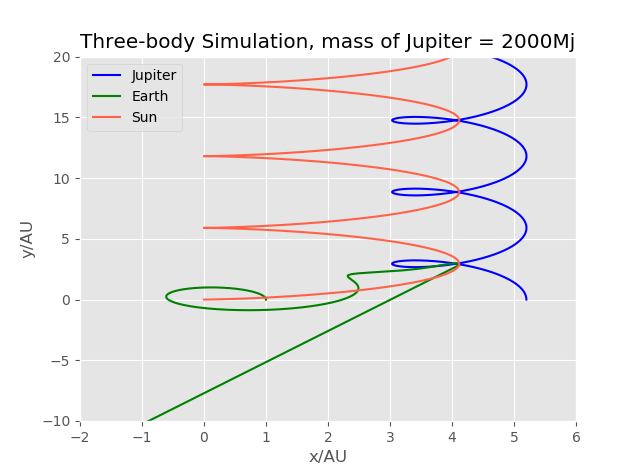 Three-body Simulation, mass of Jupiter = 2000Mj
Jupiter
Earth
Sun
20
15
10
5
0
−5
−10
y/AU
−2 −1 0 1 2 3 4 5 6
x/AU